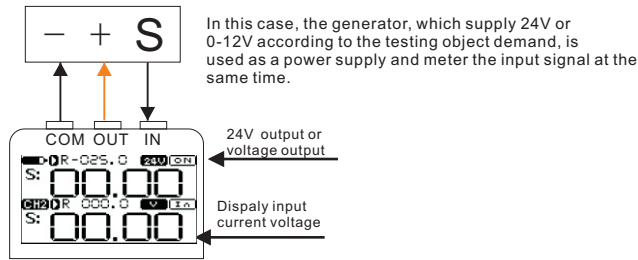 − + S
In this case, the generator, which supply 24V or
0-12V according to the testing object demand, is
used as a power supply and meter the input signal at the
same time.
COM OUT IN
24V output or
voltage output
R-025.0 24V ON
S: 00.00
CH2 R 000.0 V In
S: 00.00
Dispaly input
current voltage